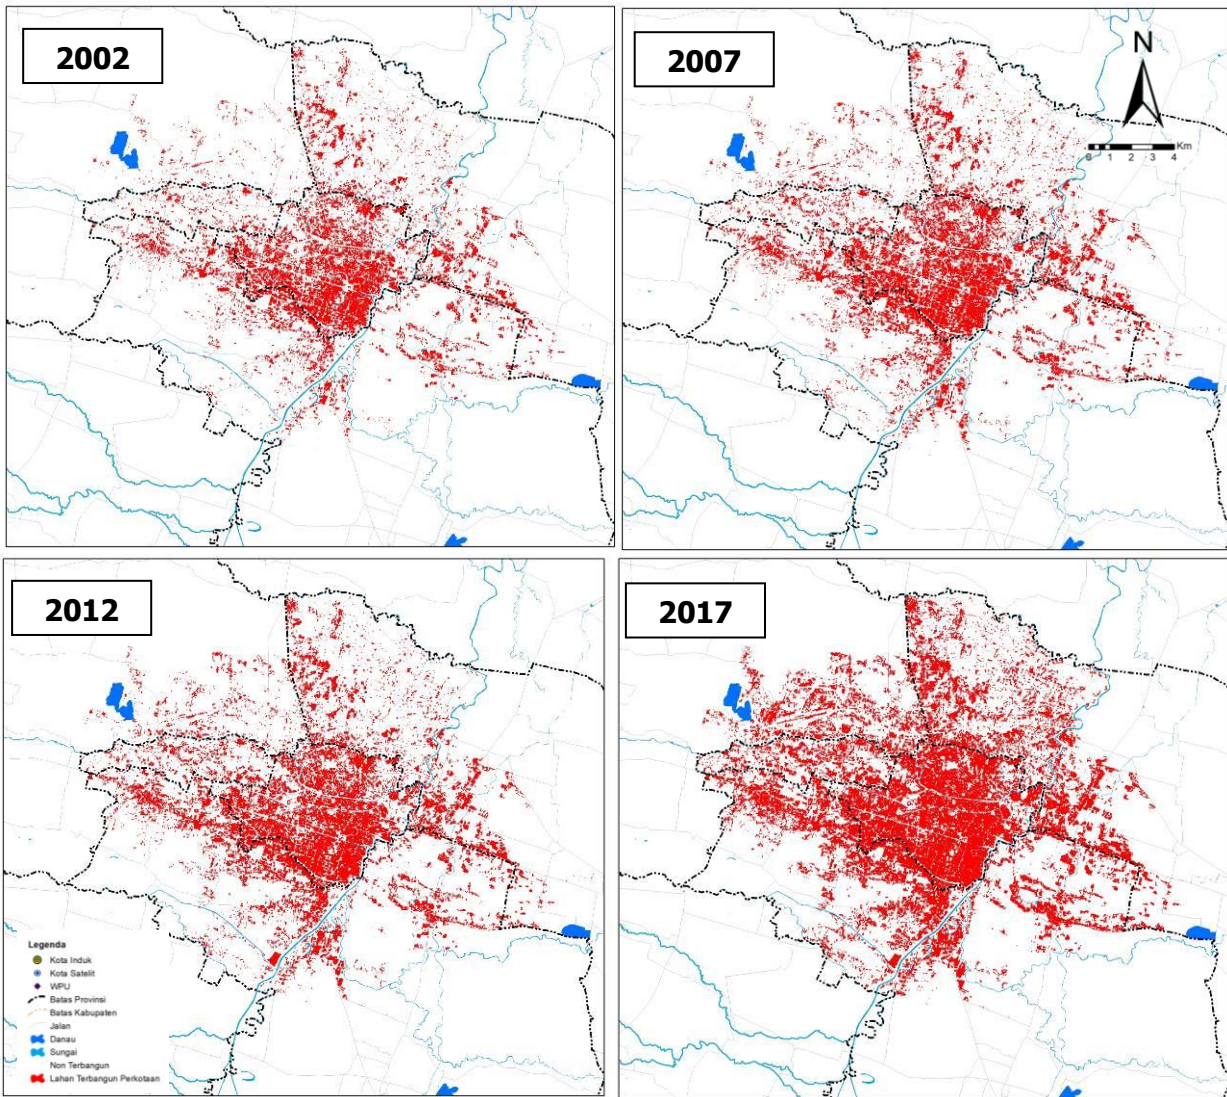 2002
2007
N
Km
0 1 2 3 4
2012
2017
Legenda
Kota Induk
Kota Satelit
WPU
Batas Provinsi
Batas Kabupaten
Jalan
Danau
Sungai
Non Terbangun
Lahan Terbangun Perkotaan